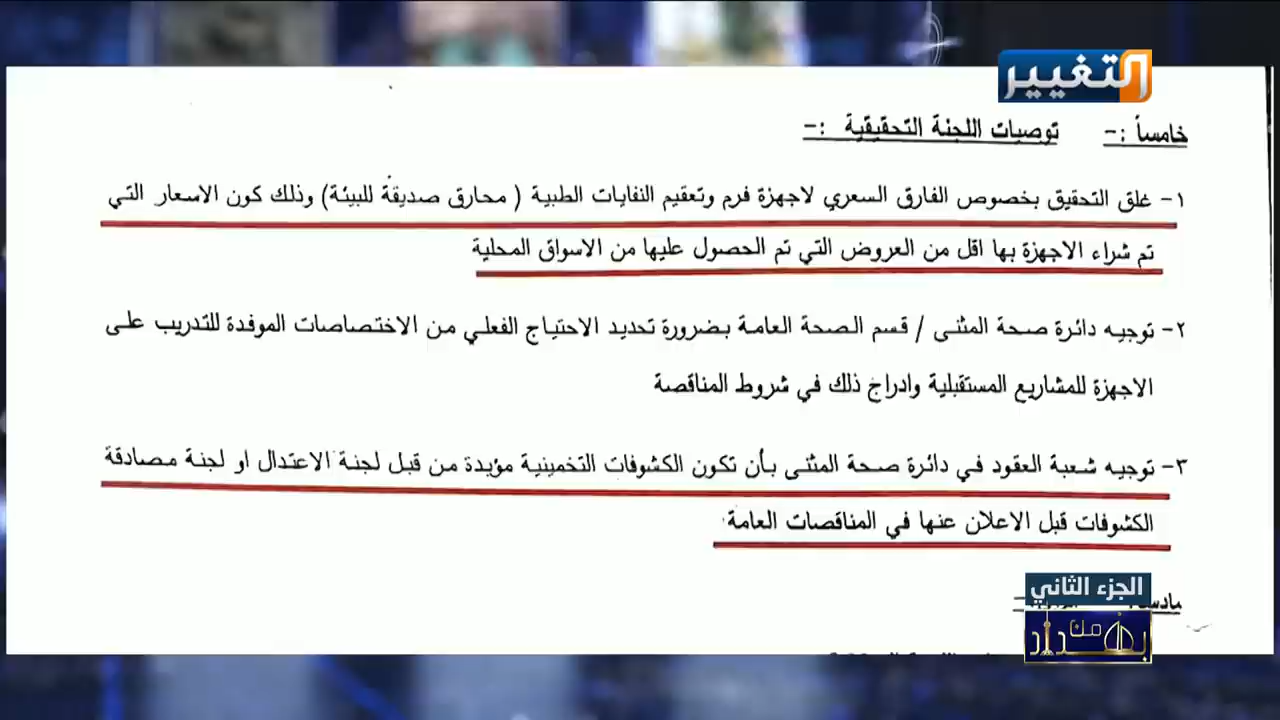 التغيير
خامساً :- توصيات اللجنة التحقيقية :-
١- غلق التحقيق بخصوص الفارق السعري لاجهزة فرم وتعقيم النفايات الطبية ( محارق صديقة للبيئة) وذلك كون الاسعار التي
تم شراء الاجهزة بها اقل من العروض التي تم الحصول عليها من الاسواق المحلية
٢- توجيه دائرة صحة المثنى / قسم الصحة العامة بضرورة تحديد الاحتياج الفعلي من الاختصاصات الموفدة للتدريب على
الاجهزة للمشاريع المستقبلية وادراج ذلك في شروط المناقصة
٣- توجيه شعبة العقود في دائرة صحة المثنى بأن تكون الكشوفات التخمينية مؤيدة من قبل لجنة الاعتدال او لجنة مصادقة
الكشوفات قبل الاعلان عنها في المناقصات العامة
الجزء الثاني
من بغداد